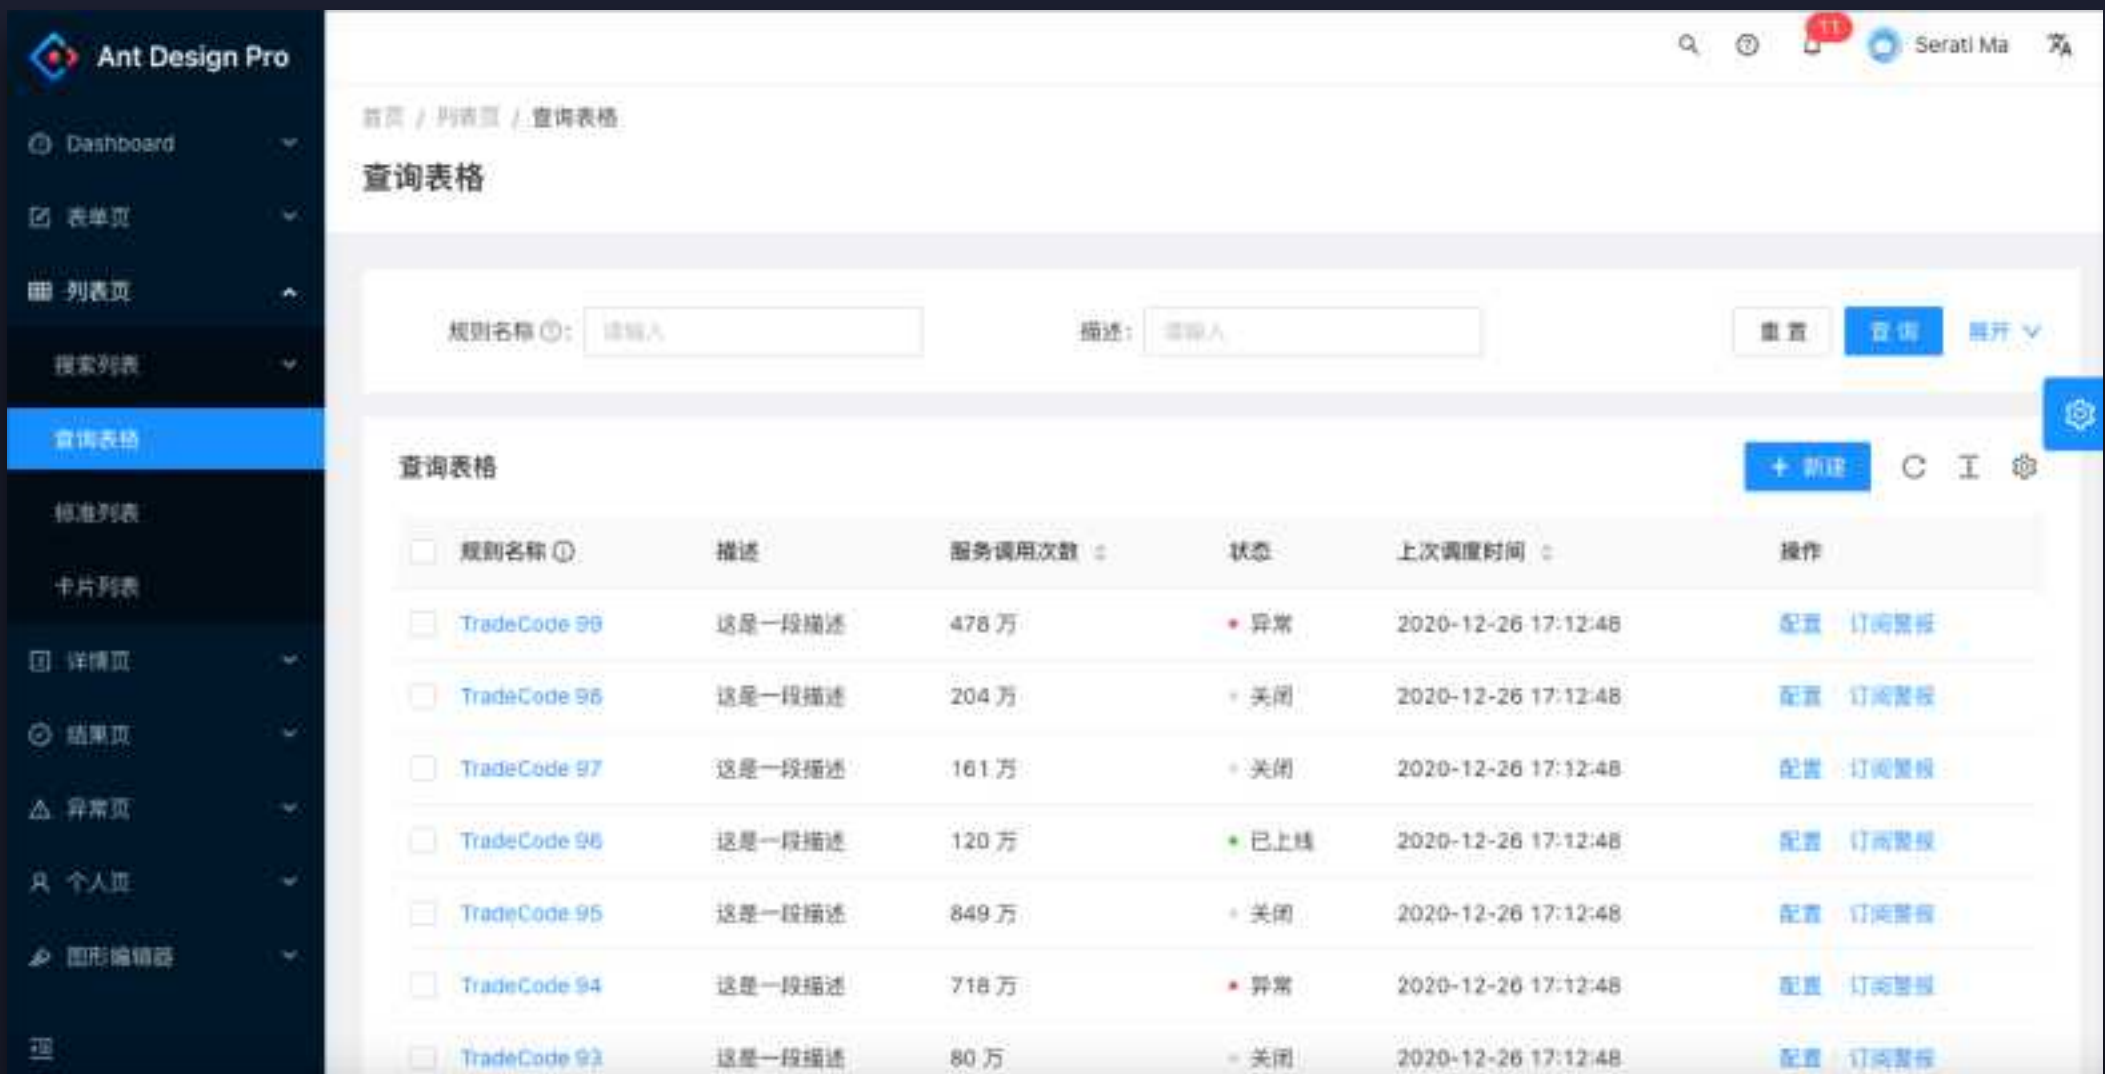 Ant Design Pro
Dashboard
表单页
列表页
搜索列表
查询表格
标准列表
卡片列表
详情页
结果页
异常页
个人页
图形编辑器
11
Serati Ma
首页 / 列表页 / 查询表格
查询表格
规则名称 : 请输入 描述: 请输入 重置 查询 展开
查询表格
+ 新建
规则名称 描述 服务调用次数 状态 上次调度时间 操作
TradeCode 99 这是一段描述 478 万 异常 2020-12-26 17:12:48 配置 订阅警报
TradeCode 98 这是一段描述 204 万 关闭 2020-12-26 17:12:48 配置 订阅警报
TradeCode 97 这是一段描述 161 万 关闭 2020-12-26 17:12:48 配置 订阅警报
TradeCode 96 这是一段描述 120 万 已上线 2020-12-26 17:12:48 配置 订阅警报
TradeCode 95 这是一段描述 849 万 关闭 2020-12-26 17:12:48 配置 订阅警报
TradeCode 94 这是一段描述 718 万 异常 2020-12-26 17:12:48 配置 订阅警报
TradeCode 93 这是一段描述 80 万 关闭 2020-12-26 17:12:48 配置 订阅警报